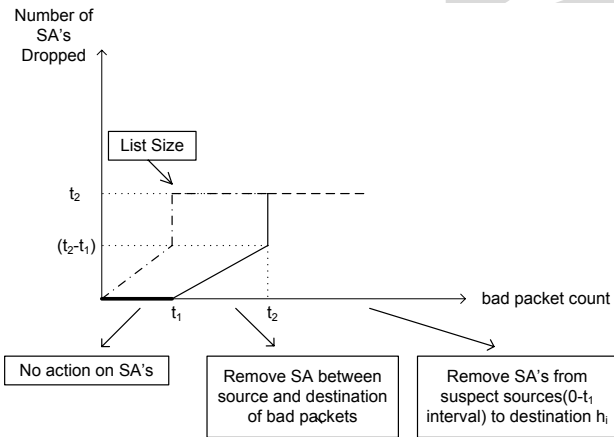 Number of
SA's
Dropped
List Size
t2
(t2-t1)
t1
t2
bad packet count
No action on SA's
Remove SA between
source and destination
of bad packets
Remove SA's from
suspect sources(0-t1
interval) to destination hi